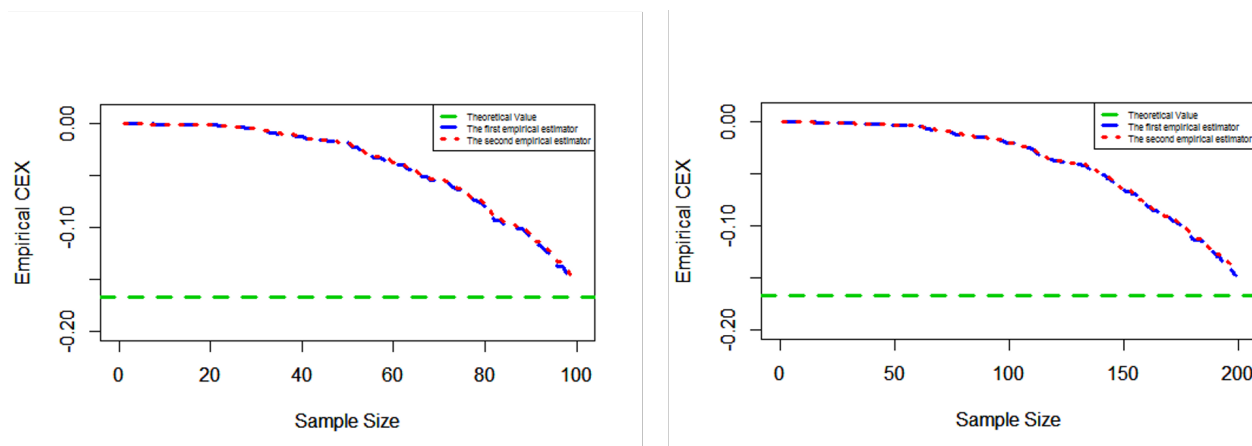 Empirical CEX
0.00
-0.10
-0.20
Theoretical Value
The first empirical estimator
The second empirical estimator
0 20 40 60 80 100
Sample Size
Empirical CEX
0.00
-0.10
-0.20
Theoretical Value
The first empirical estimator
The second empirical estimator
0 50 100 150 200
Sample Size